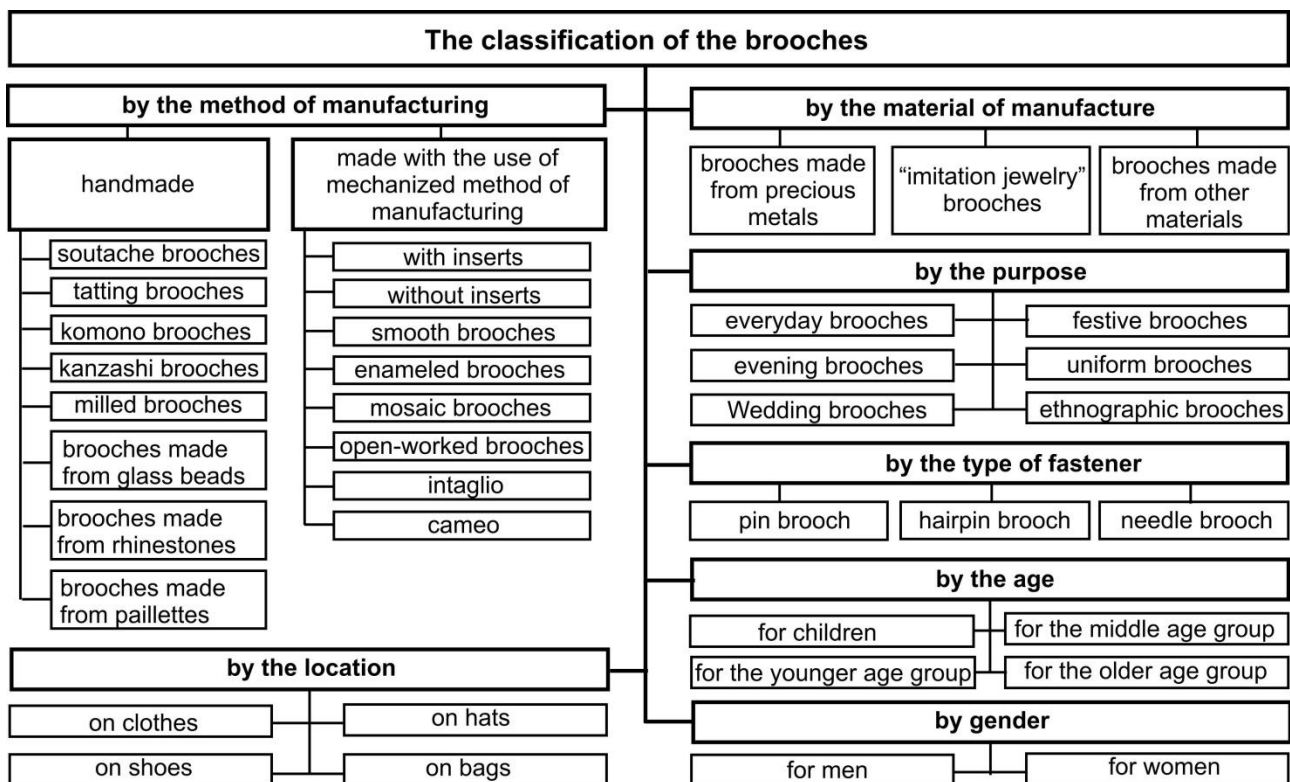 The classification of the brooches
by the method of manufacturing
handmade
soutache brooches
tatting brooches
komono brooches
kanzashi brooches
milled brooches
brooches made
from glass beads
brooches made
from rhinestones
brooches made
from paillettes
made with the use of
mechanized method of
manufacturing
with inserts
without inserts
smooth brooches
enameled brooches
mosaic brooches
open-worked brooches
intaglio
cameo
by the location
on clothes
on hats
on shoes
on bags
by the material of manufacture
brooches made
from precious
metals
“imitation jewelry”
brooches
brooches made
from other
materials
by the purpose
everyday brooches
festive brooches
evening brooches
uniform brooches
Wedding brooches
ethnographic brooches
by the type of fastener
pin brooch
hairpin brooch
needle brooch
by the age
for children
for the middle age group
for the younger age group
for the older age group
by gender
for men
for women